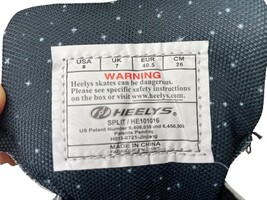 USA UK EUR CM
8 7 40.5 26
WARNING
Heelys skates can be dangerous.
Please see specific safety instructions
on the box or visit www.heelys.com
HEELYS
SPLIT / HE101016
US Patent Number 6,406,038 and 6,450,509
Patents Pending
MADE IN CHINA